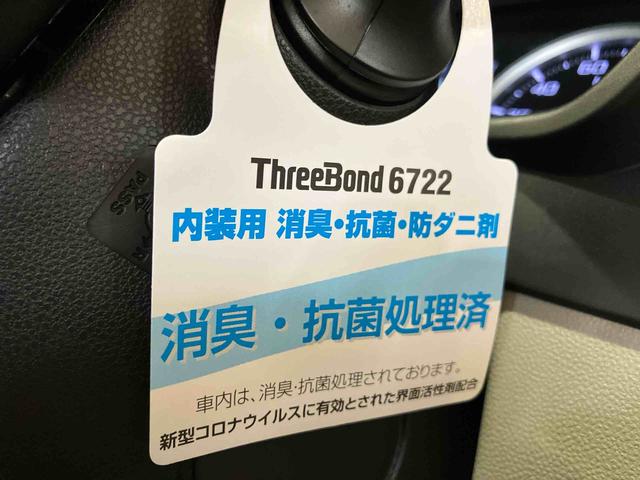 60
40
PASS
ThreeBond 6722
内装用 消臭・抗菌・防ダニ剤
消臭・抗菌処理済
車内は、消臭・抗菌処理されております。
新型コロナウイルスに有効とされた界面活性剤配合